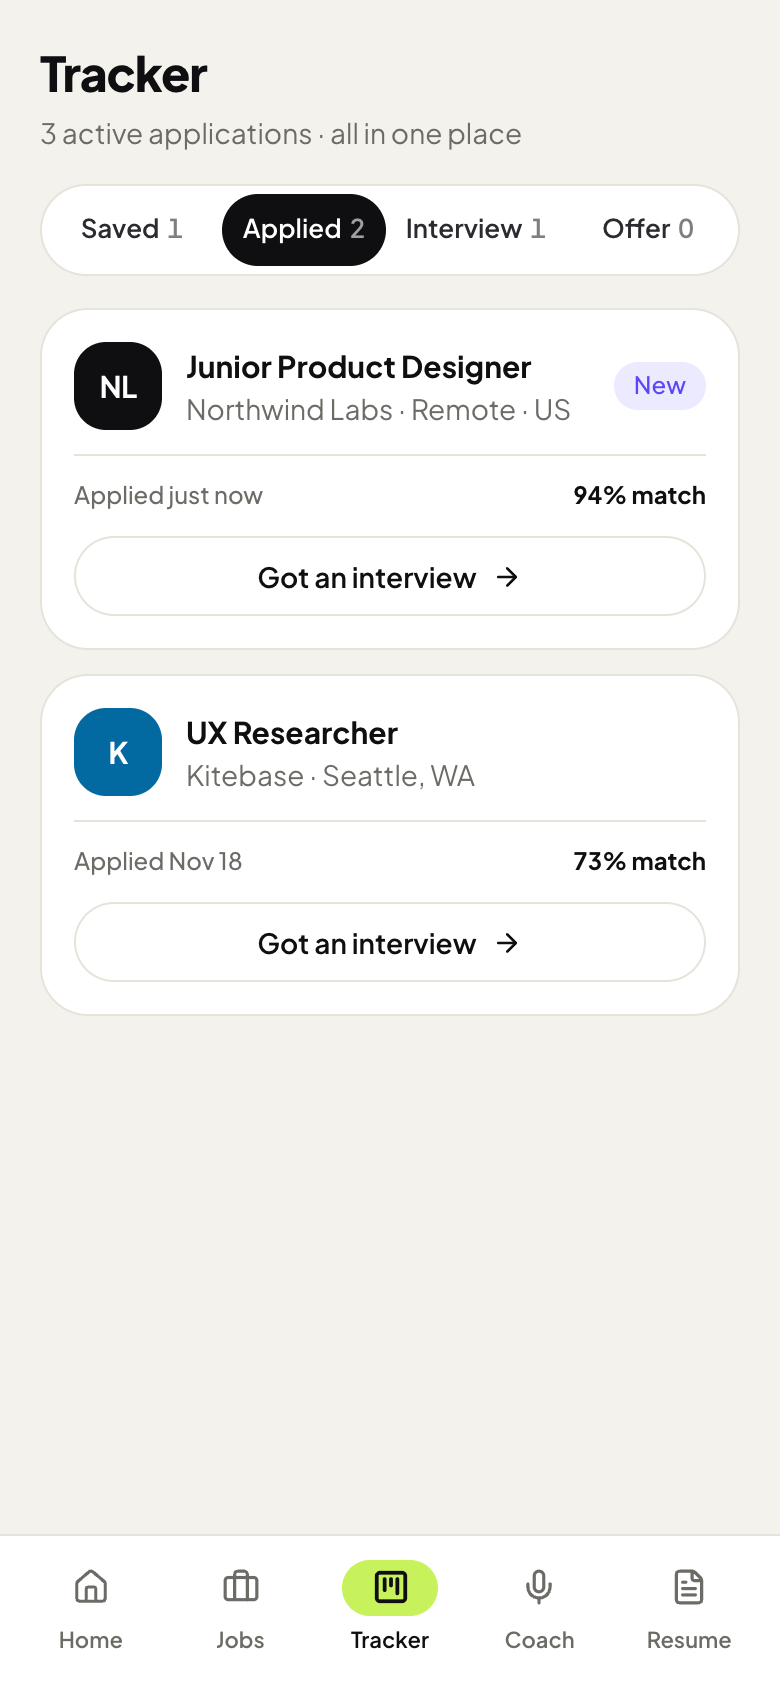 Tracker
3 active applications · all in one place
Saved 1 Applied 2 Interview 1 Offer 0
NL
Junior Product Designer
Northwind Labs · Remote · US
New
Applied just now 94% match
Got an interview →
K
UX Researcher
Kitebase · Seattle, WA
Applied Nov 18 73% match
Got an interview →
Home Jobs Tracker Coach Resume